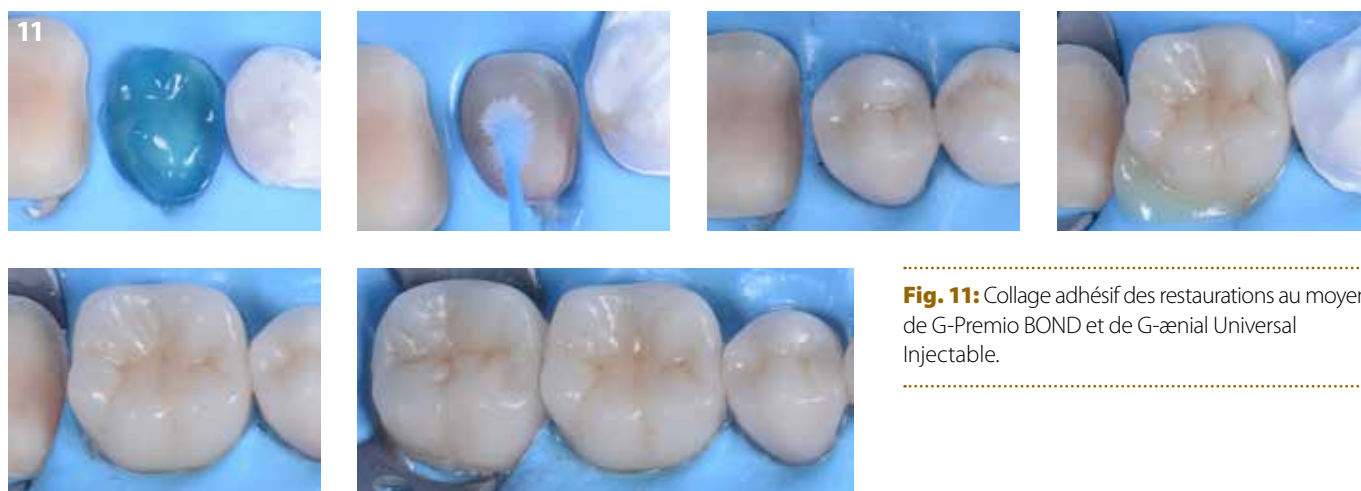 11
Fig. 11: Collage adhésif des restaurations au moyen
de G-Premio BOND et de G-ænial Universal
Injectable.